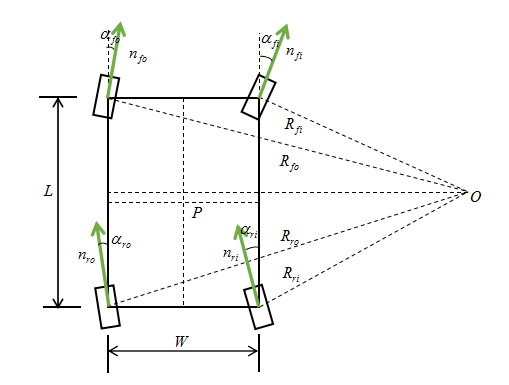 α_fo
n_fo
α_fi
n_fi
R_fi
R_fo
L
P
O
α_ro
n_ro
α_ri
n_ri
R_ro
R_ri
W